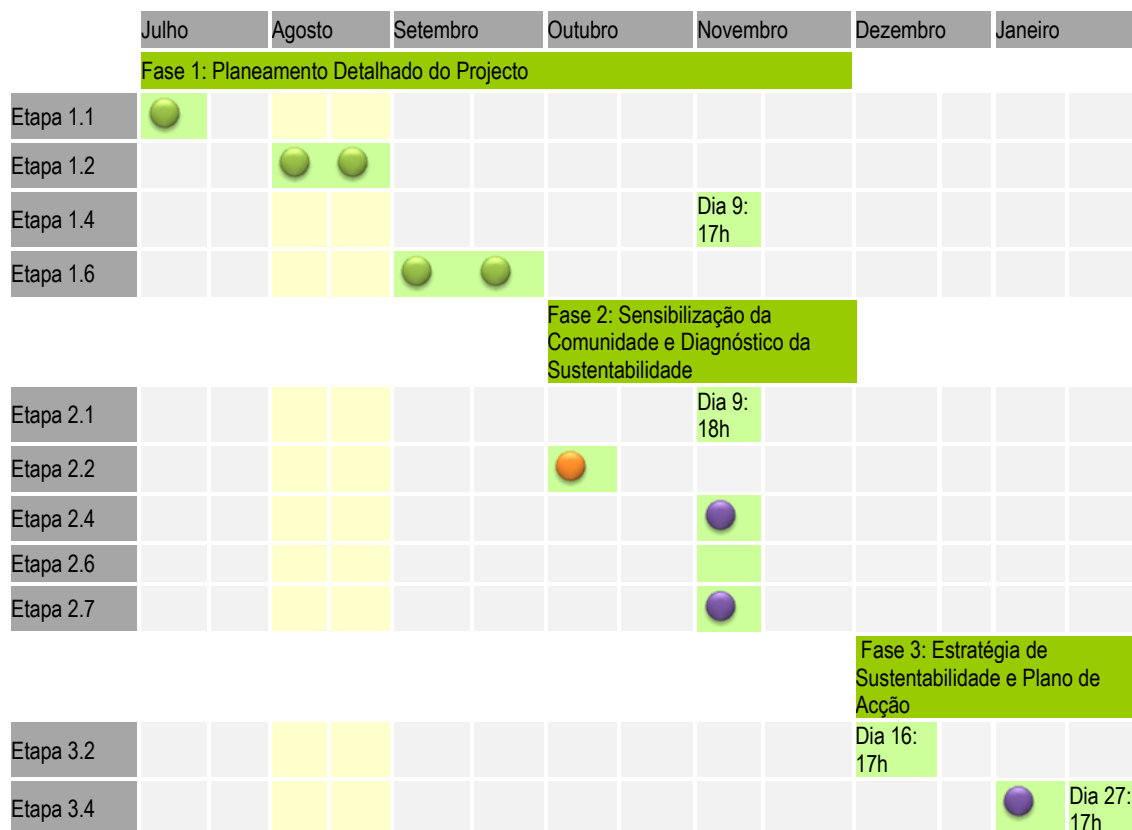 Julho Agosto Setembro Outubro Novembro Dezembro Janeiro
Fase 1: Planeamento Detalhado do Projecto
Etapa 1.1
Etapa 1.2
Etapa 1.4 Dia 9:
17h
Etapa 1.6
Fase 2: Sensibilização da
Comunidade e Diagnóstico da
Sustentabilidade
Etapa 2.1 Dia 9:
18h
Etapa 2.2
Etapa 2.4
Etapa 2.6
Etapa 2.7
Fase 3: Estratégia de
Sustentabilidade e Plano de
Acção
Etapa 3.2 Dia 16:
17h
Etapa 3.4 Dia 27:
17h